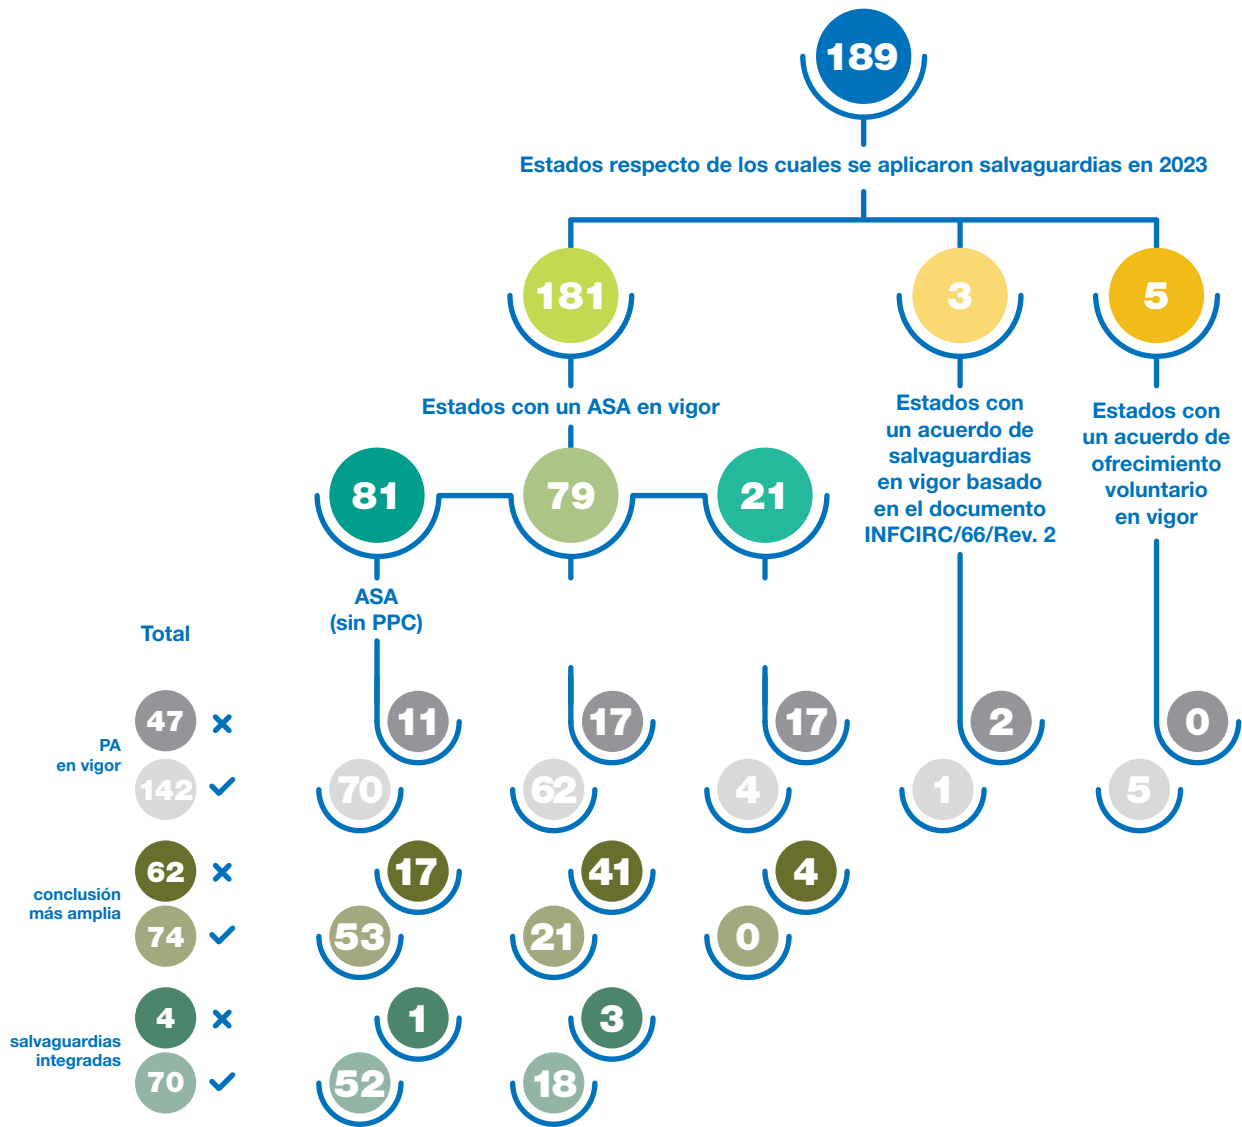 189
Estados respecto de los cuales se aplicaron salvaguardias en 2023
181
3
5
Estados con un ASA en vigor
Estados con
un acuerdo de
salvaguardias
en vigor basado
en el documento
INFCIRC/66/Rev. 2
Estados con
un acuerdo de
ofrecimiento
voluntario
en vigor
81
79
21
ASA
(sin PPC)
Total
PA
en vigor
47
11
17
17
2
0
142
70
62
4
1
5
conclusión
más amplia
62
17
41
4
74
53
21
0
salvaguardias
integradas
4
1
3
70
52
18